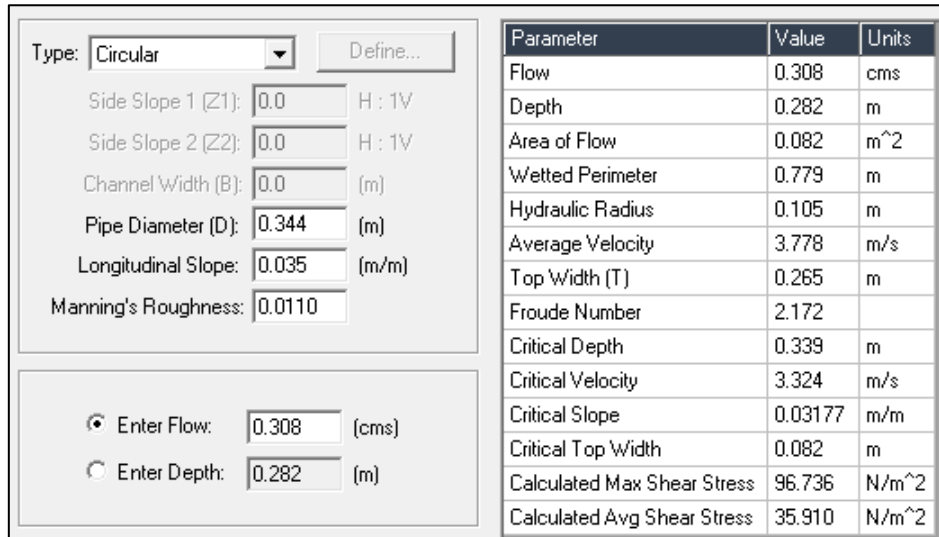 Type: Circular Define...
Side Slope 1 (Z1): 0.0 H : 1V
Side Slope 2 (Z2): 0.0 H : 1V
Channel Width (B): 0.0 (m)
Pipe Diameter (D): 0.344 (m)
Longitudinal Slope: 0.035 (m/m)
Manning's Roughness: 0.0110
Enter Flow: 0.308 (cms)
Enter Depth: 0.282 (m)
Parameter Value Units
Flow 0.308 cms
Depth 0.282 m
Area of Flow 0.082 m^2
Wetted Perimeter 0.779 m
Hydraulic Radius 0.105 m
Average Velocity 3.778 m/s
Top Width (T) 0.265 m
Froude Number 2.172
Critical Depth 0.339 m
Critical Velocity 3.324 m/s
Critical Slope 0.03177 m/m
Critical Top Width 0.082 m
Calculated Max Shear Stress 96.736 N/m^2
Calculated Avg Shear Stress 35.910 N/m^2